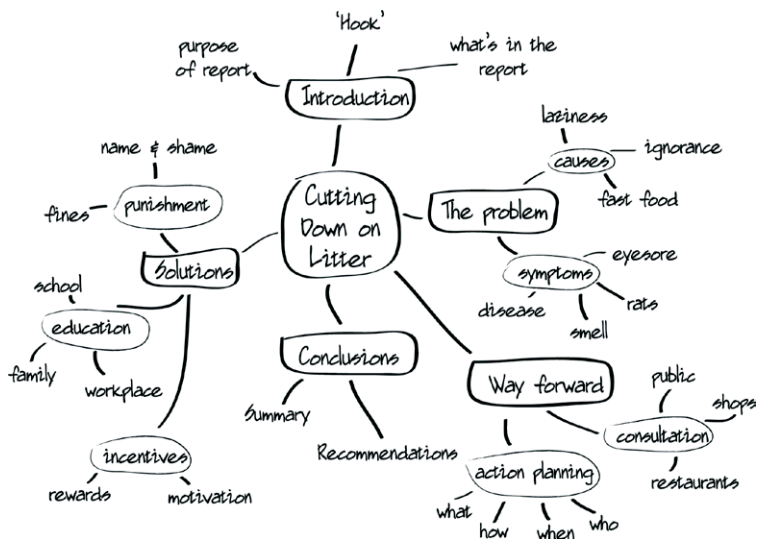 'Hook'
purpose
of report
what's in the
report
Introduction
laziness
causes
ignorance
fast food
name & shame
fines
punishment
Cutting
Down on
Litter
The problem
symptoms
eyesore
disease
rats
smell
Solutions
school
education
family
workplace
Conclusions
Summary
Recommendations
Way forward
public
shops
consultation
restaurants
incentives
rewards
motivation
action planning
what
how
when
who